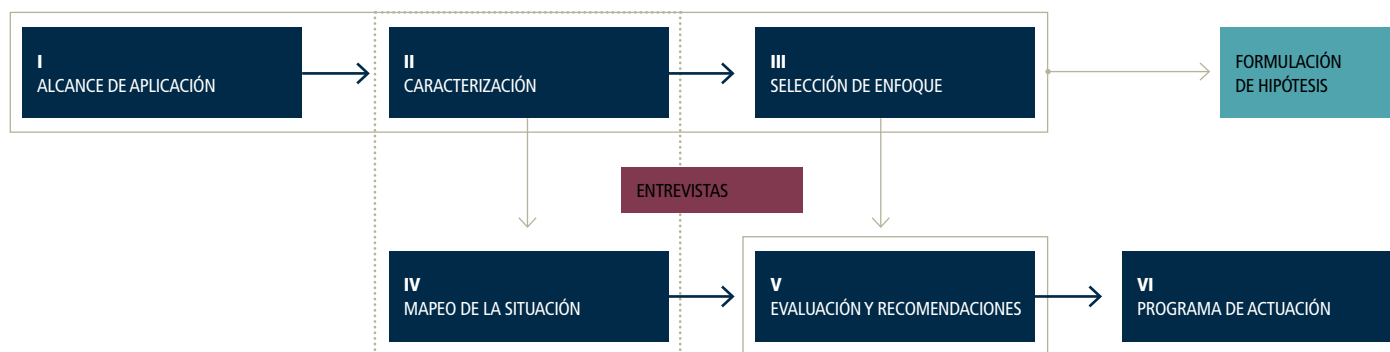 I
ALCANCE DE APLICACIÓN
II
CARACTERIZACIÓN
III
SELECCIÓN DE ENFOQUE
FORMULACIÓN
DE HIPÓTESIS
ENTREVISTAS
IV
MAPEO DE LA SITUACIÓN
V
EVALUACIÓN Y RECOMENDACIONES
VI
PROGRAMA DE ACTUACIÓN